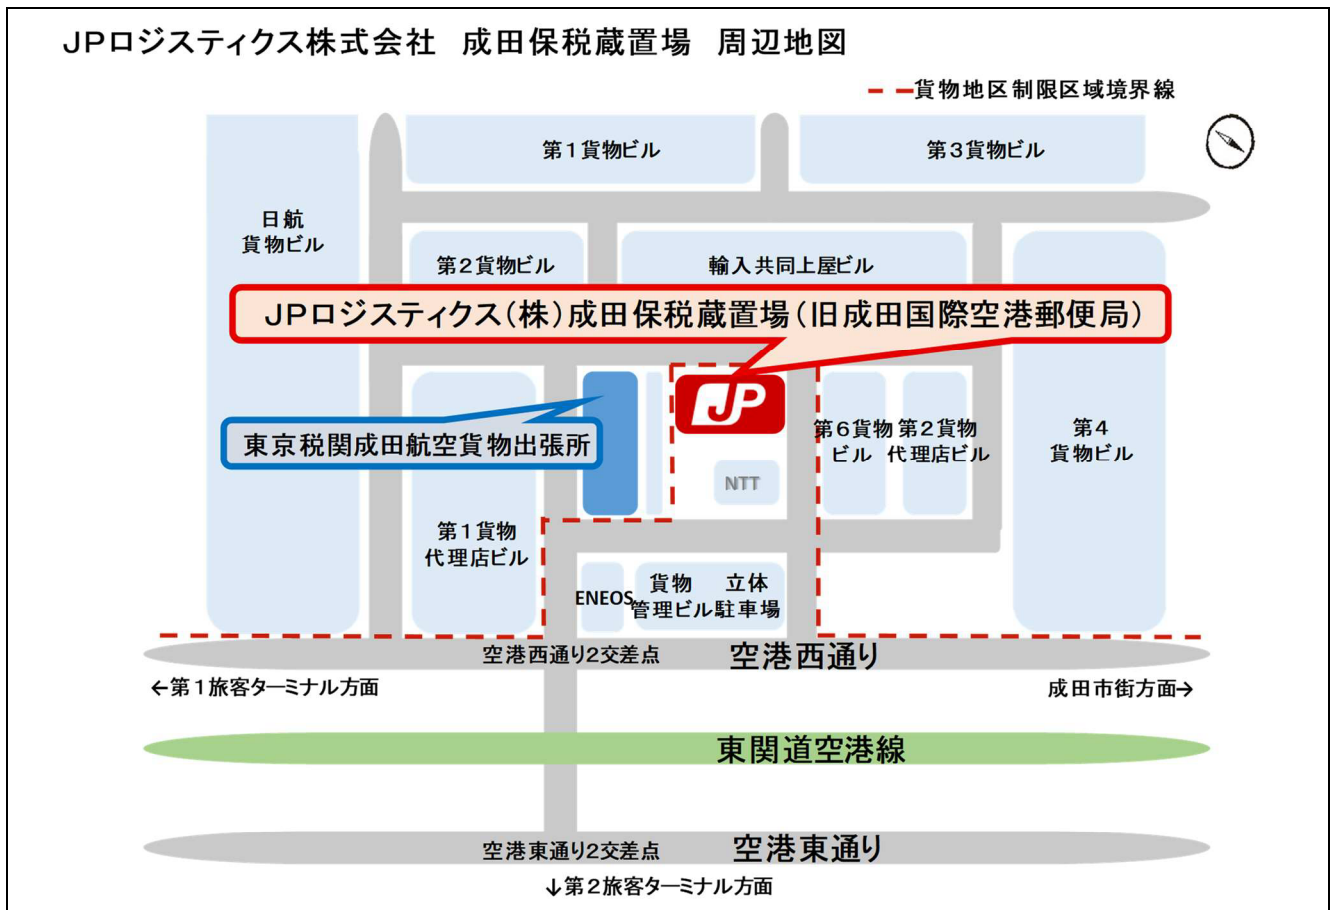 JPロジスティクス株式会社　成田保税蔵置場　周辺地図
貨物地区制限区域境界線
第1貨物ビル
第3貨物ビル
日航
貨物ビル
第2貨物ビル
輸入共同上屋ビル
JPロジスティクス(株)成田保税蔵置場(旧成田国際空港郵便局)
JP
東京税関成田航空貨物出張所
第6貨物
ビル
第2貨物
代理店ビル
第4
貨物ビル
NTT
第1貨物
代理店ビル
ENEOS
貨物
管理ビル
立体
駐車場
空港西通り2交差点
空港西通り
←第1旅客ターミナル方面
成田市街方面→
東関道空港線
空港東通り2交差点
空港東通り
↓第2旅客ターミナル方面